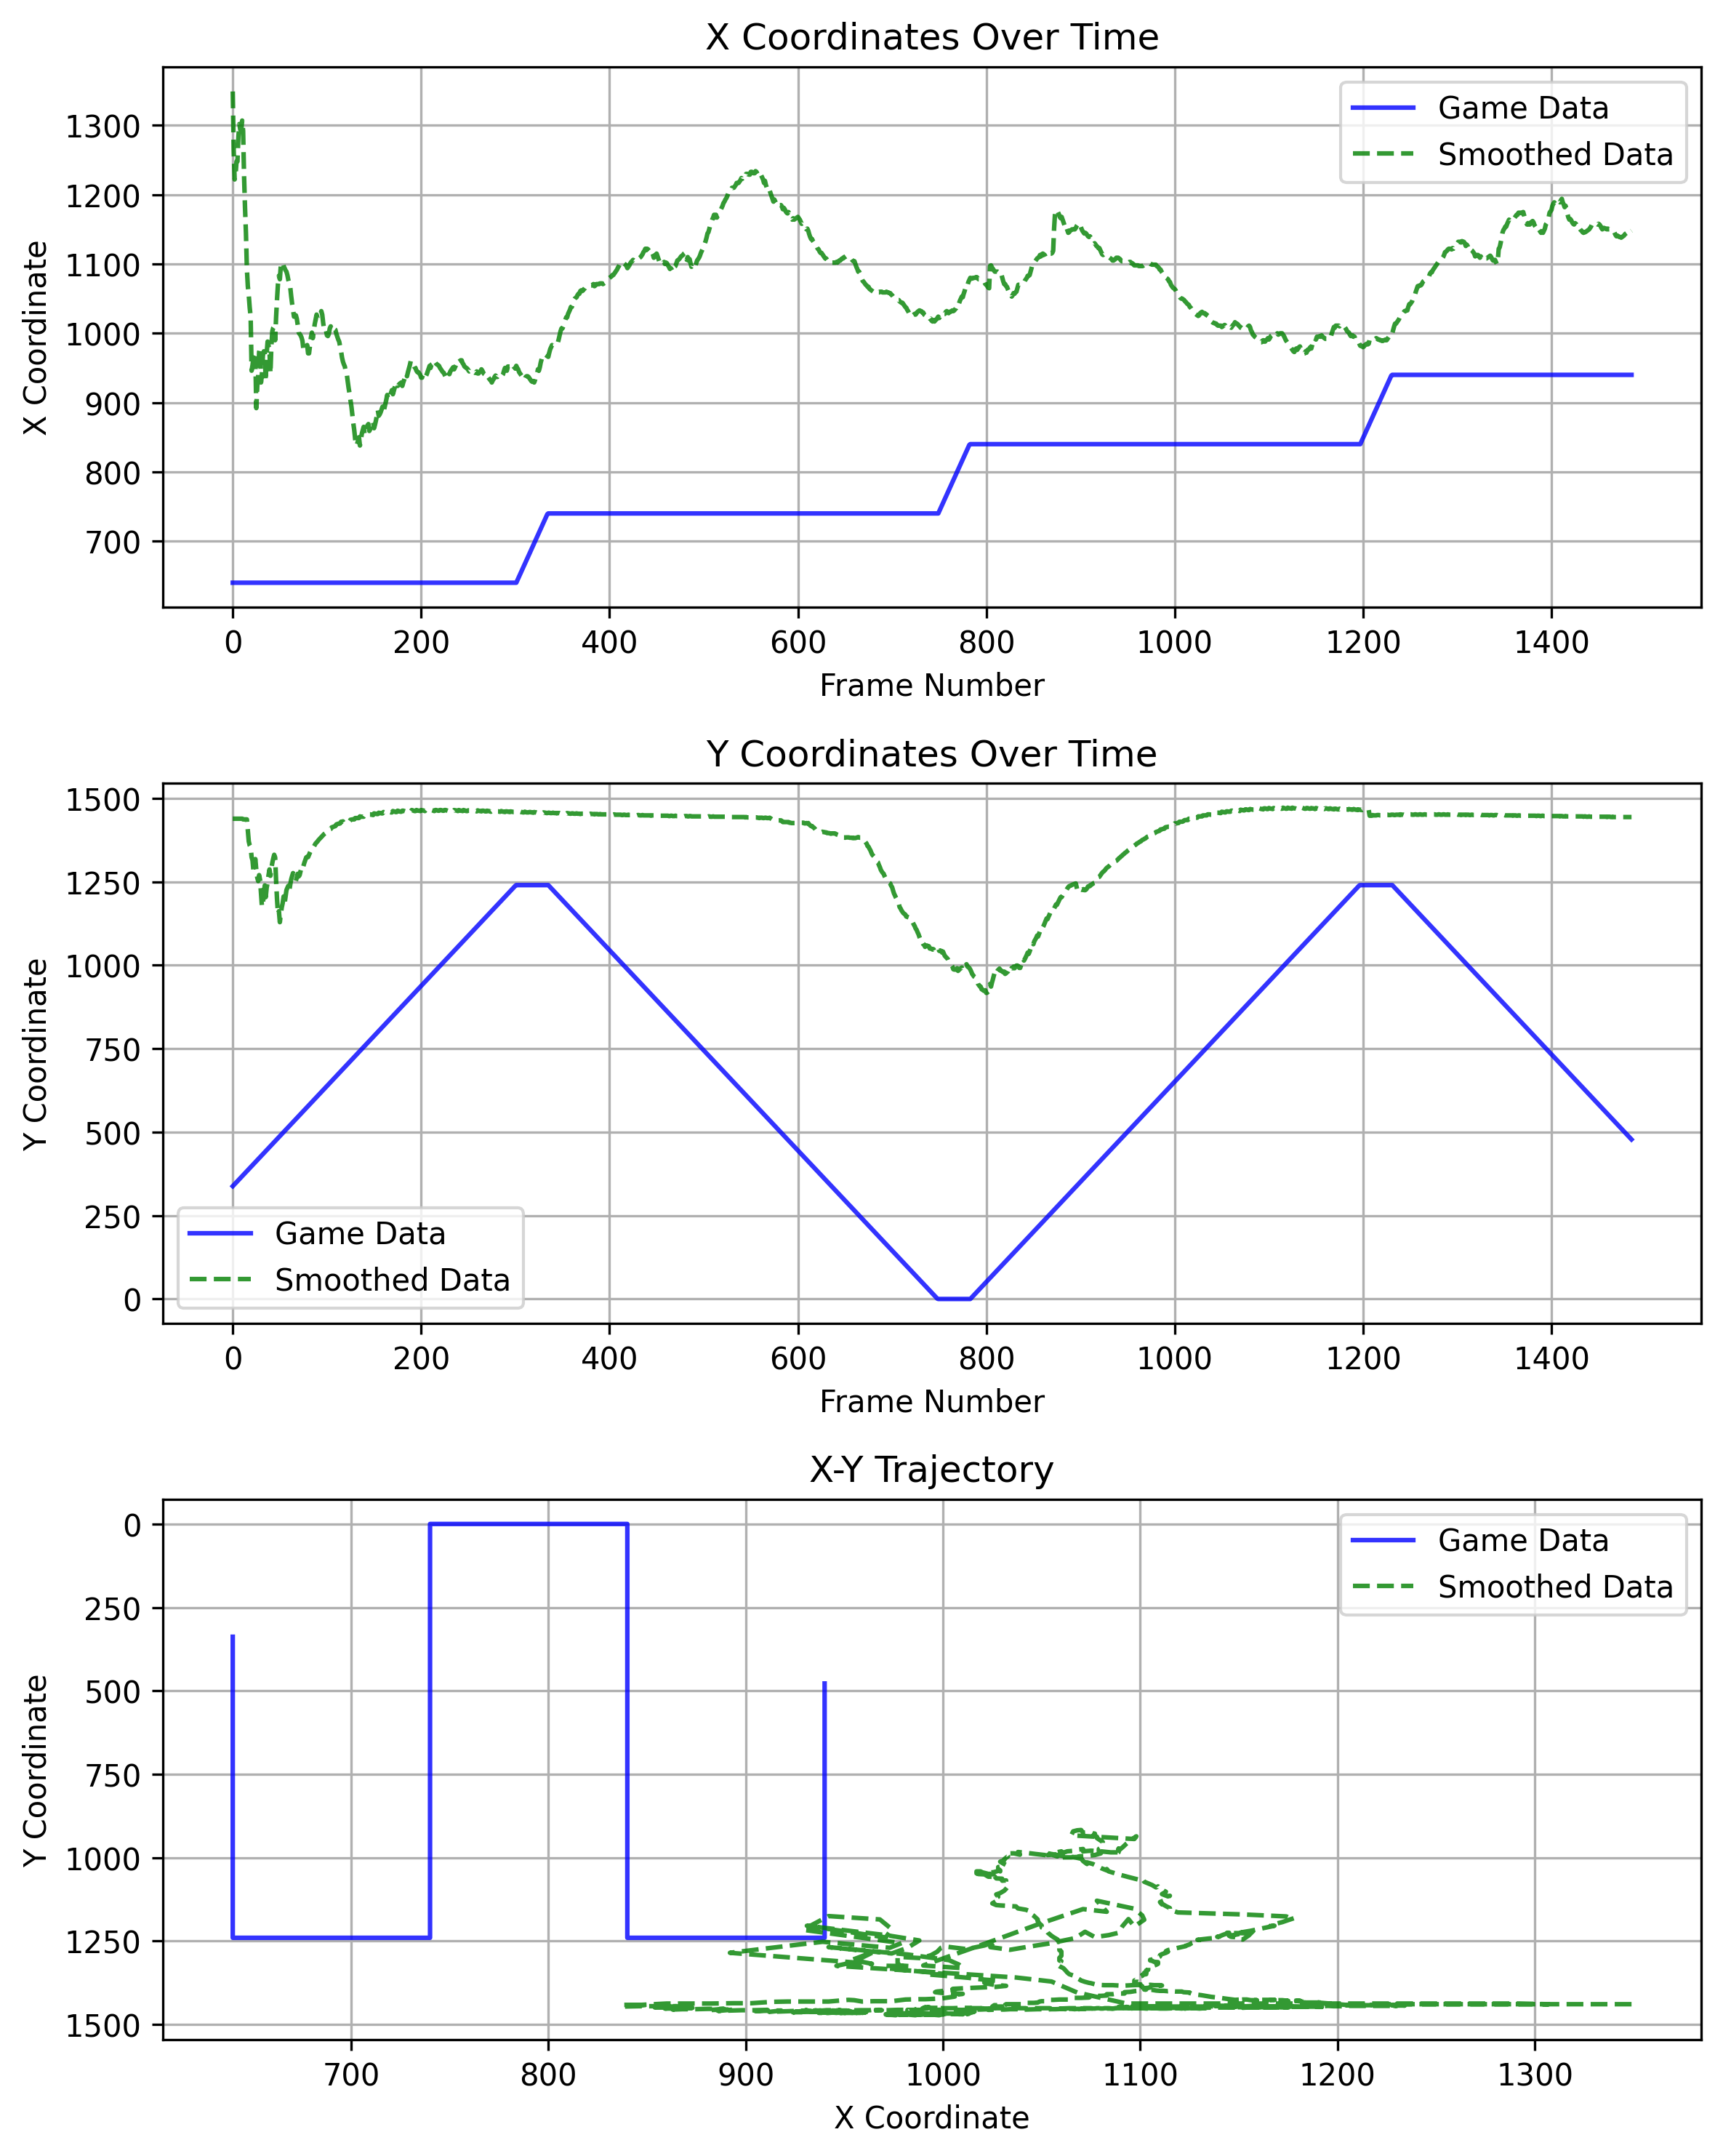 X Coordinates Over Time
X Coordinate
1300
1200
1100
1000
900
800
700
Game Data
Smoothed Data
0 200 400 600 800 1000 1200 1400
Frame Number
Y Coordinates Over Time
Y Coordinate
1500
1250
1000
750
500
250
0
Game Data
Smoothed Data
0 200 400 600 800 1000 1200 1400
Frame Number
X-Y Trajectory
Y Coordinate
0
250
500
750
1000
1250
1500
Game Data
Smoothed Data
700 800 900 1000 1100 1200 1300
X Coordinate